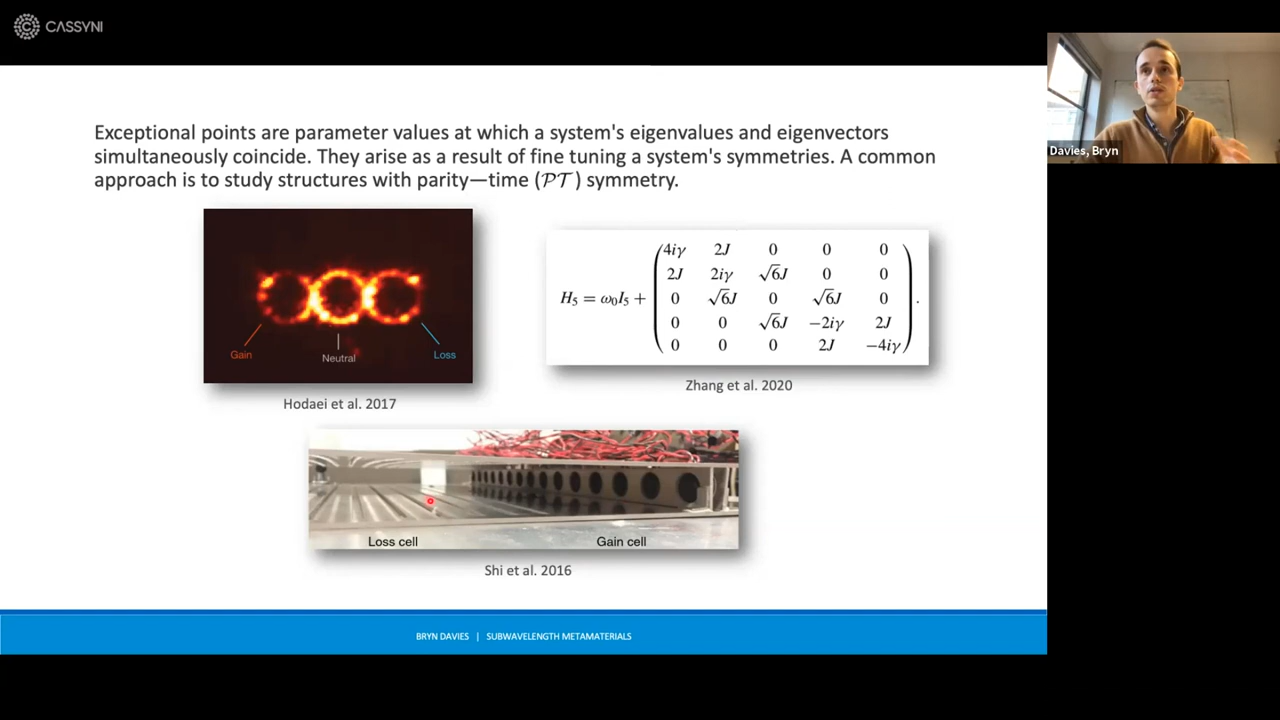 CASSYNI
Davies, Bryn
Exceptional points are parameter values at which a system's eigenvalues and eigenvectors
simultaneously coincide. They arise as a result of fine tuning a system's symmetries. A common
approach is to study structures with parity—time (𝒫𝒯) symmetry.
Gain
Neutral
Loss
Hodaei et al. 2017
4iγ 2J 0 0 0
2J 2iγ √6J 0 0
H₅ = ω₀I₅ + 0 √6J 0 √6J 0 .
0 0 √6J −2iγ 2J
0 0 0 2J −4iγ
Zhang et al. 2020
Loss cell Gain cell
Shi et al. 2016
BRYN DAVIES | SUBWAVELENGTH METAMATERIALS